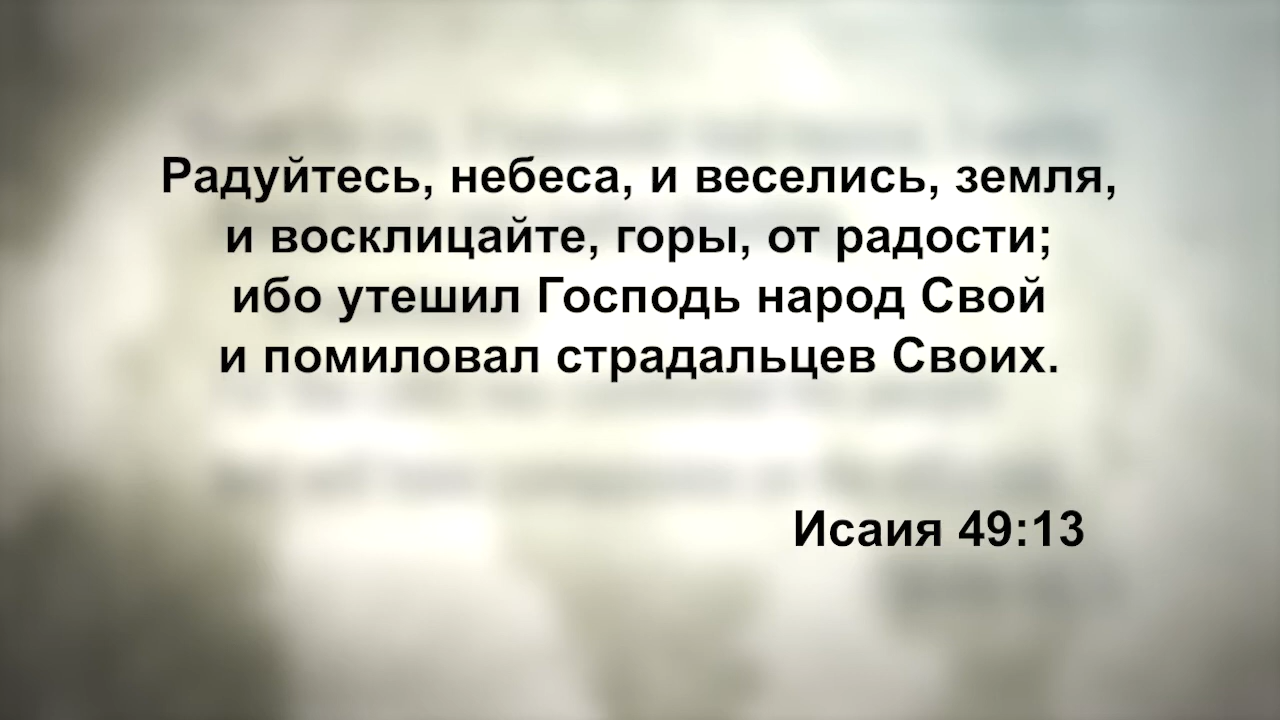 Радуйтесь, небеса, и веселись, земля,
и восклицайте, горы, от радости;
ибо утешил Господь народ Свой
и помиловал страдальцев Своих.
Исаия 49:13